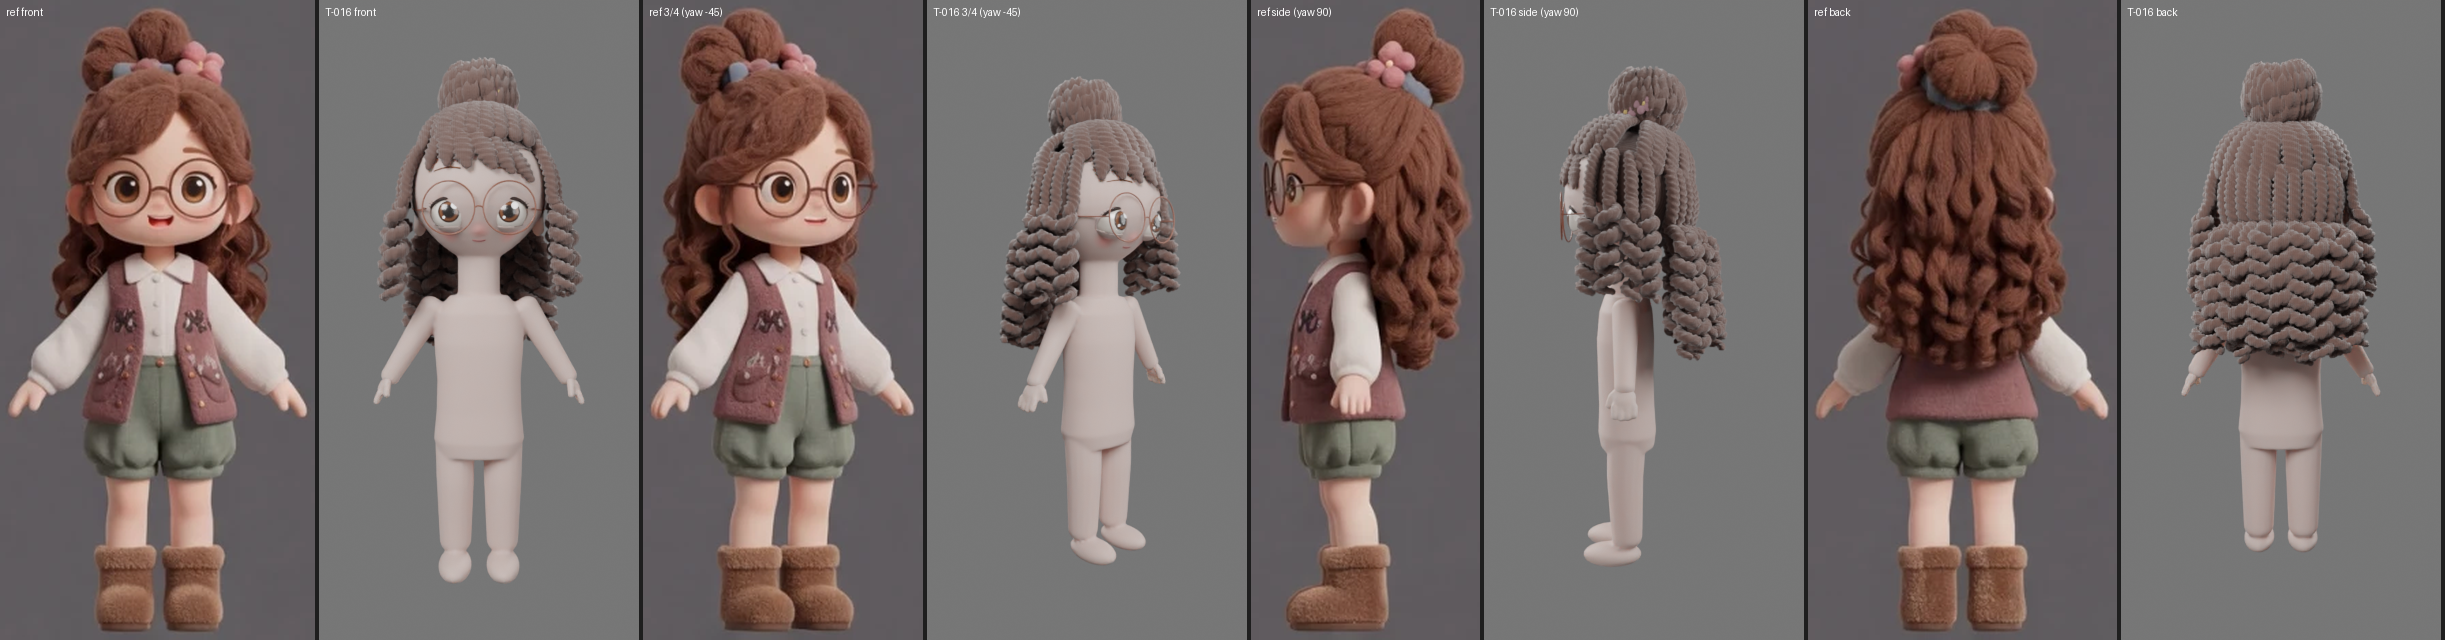 ref front
T-016 front
ref 3/4 (yaw -45)
T-016 3/4 (yaw -45)
ref side (yaw 90)
T-016 side (yaw 90)
ref back
T-016 back